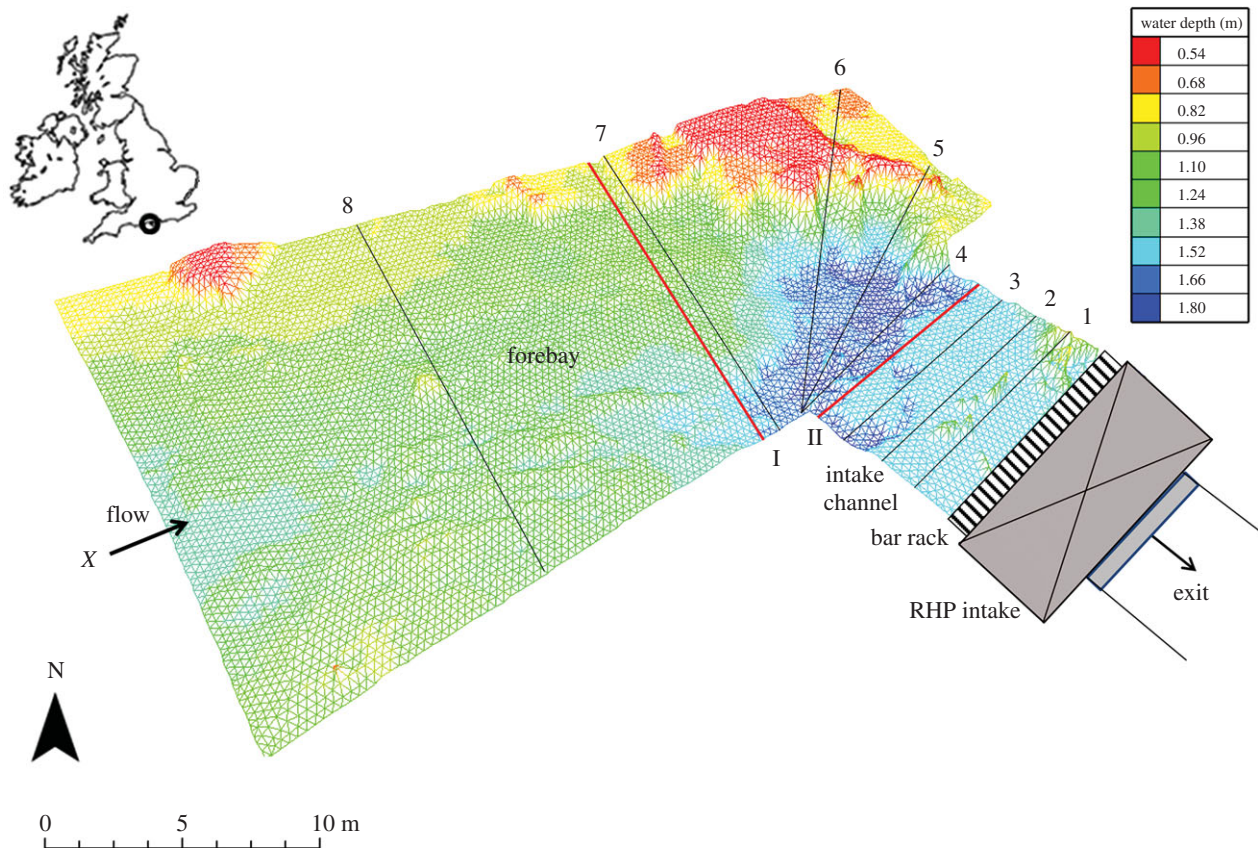 water depth (m)
0.54
0.68
0.82
0.96
1.10
1.24
1.38
1.52
1.66
1.80
6
7
5
8
4
3
2
1
forebay
I
II
intake
channel
flow
X
bar rack
exit
RHP intake
N
0 5 10 m